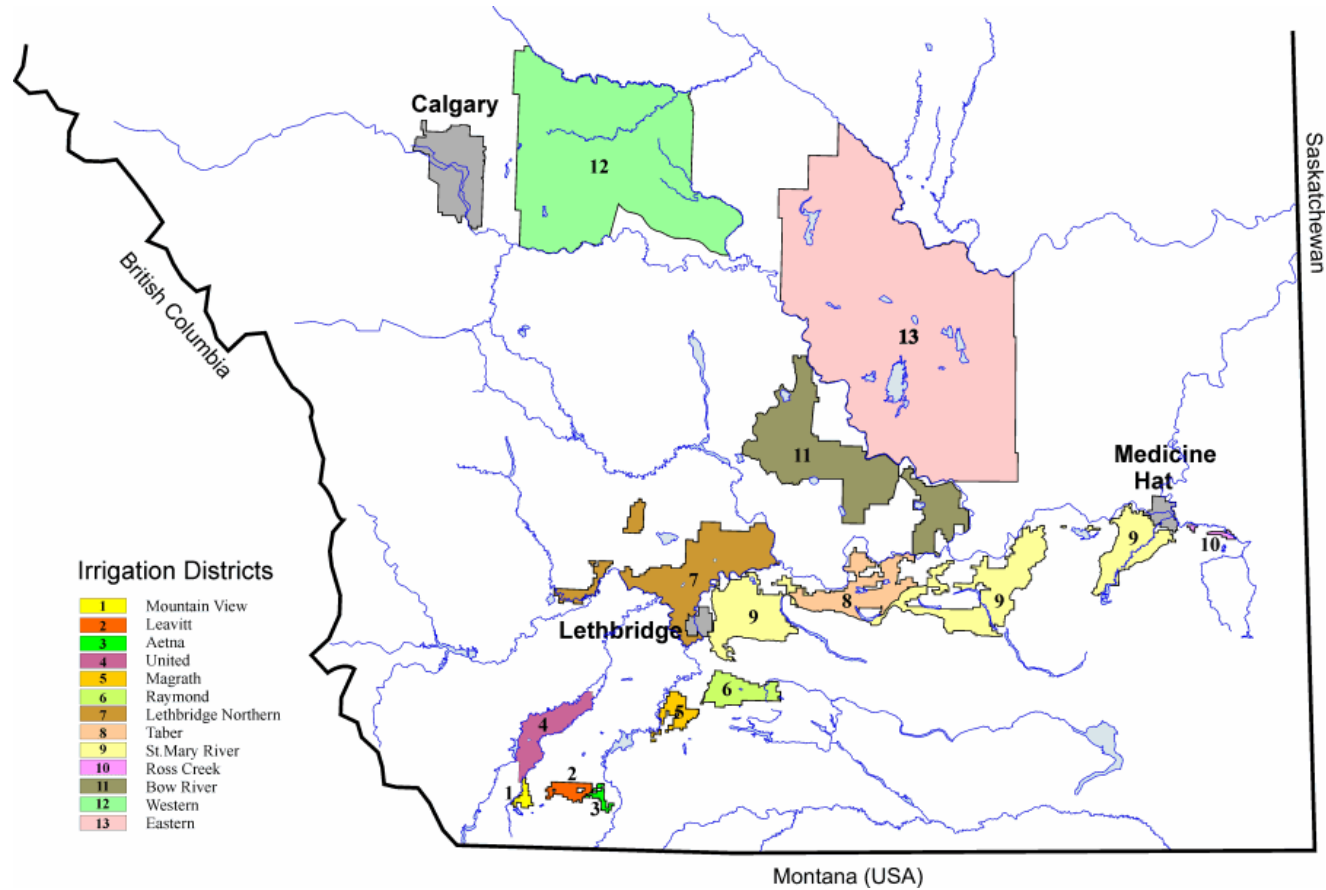 Calgary
12
Saskatchewan
British Columbia
13
11
Medicine
Hat
9
10
7
Lethbridge
9
8
9
6
5
4
2
1
3
Irrigation Districts
1 Mountain View
2 Leavitt
3 Aetna
4 United
5 Magrath
6 Raymond
7 Lethbridge Northern
8 Taber
9 St.Mary River
10 Ross Creek
11 Bow River
12 Western
13 Eastern
Montana (USA)